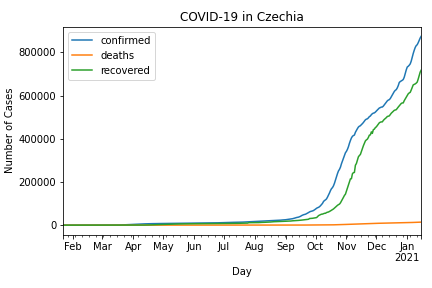 COVID-19 in Czechia
confirmed
deaths
recovered
Number of Cases
800000
600000
400000
200000
0
Feb Mar Apr May Jun Jul Aug Sep Oct Nov Dec Jan
2021
Day